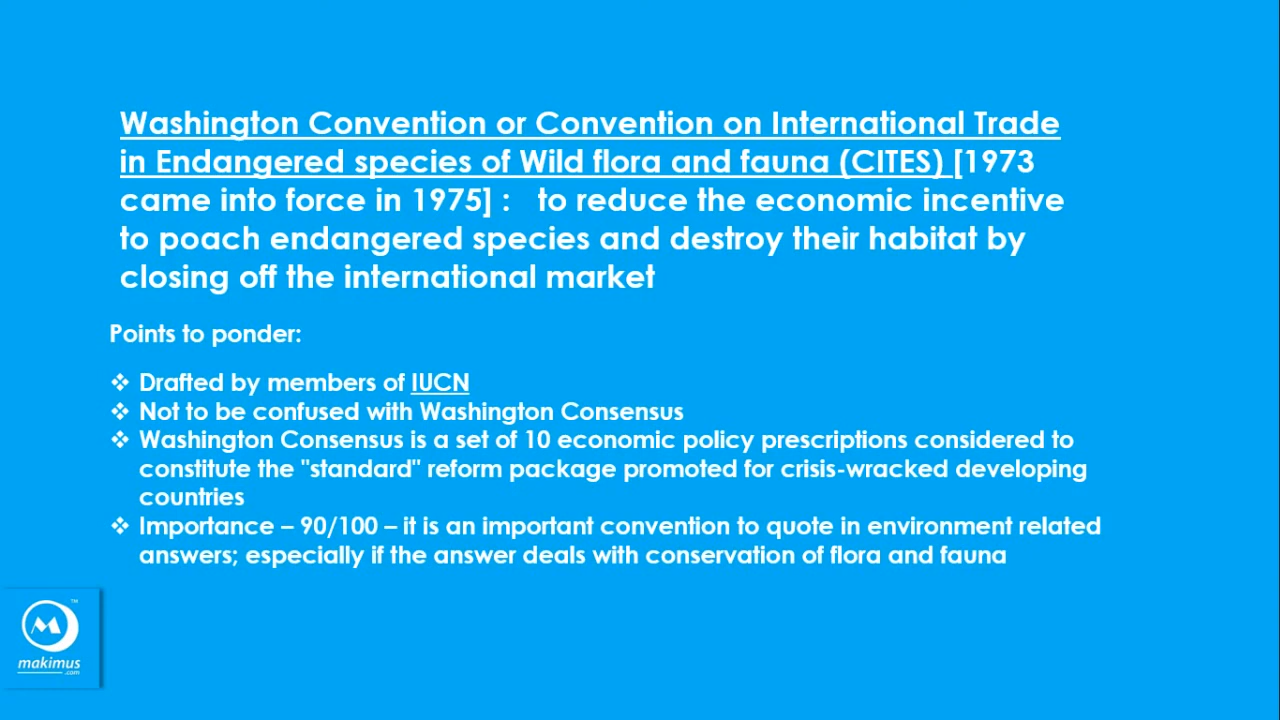 Washington Convention or Convention on International Trade
in Endangered species of Wild flora and fauna (CITES) [1973
came into force in 1975] : to reduce the economic incentive
to poach endangered species and destroy their habitat by
closing off the international market
Points to ponder:
❖ Drafted by members of IUCN
❖ Not to be confused with Washington Consensus
❖ Washington Consensus is a set of 10 economic policy prescriptions considered to
constitute the "standard" reform package promoted for crisis-wracked developing
countries
❖ Importance – 90/100 – it is an important convention to quote in environment related
answers; especially if the answer deals with conservation of flora and fauna
TM
makimus
.com